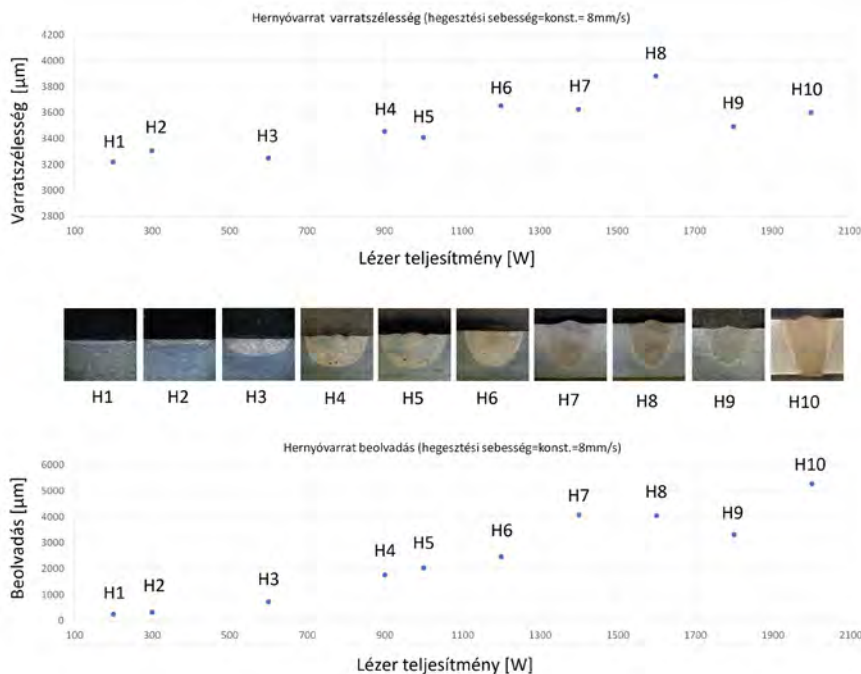 Hernyóvarrat varratszélesség (hegesztési sebesség=konst.= 8mm/s)
Varratszélesség [µm]
4200
4000
3800
3600
3400
3200
3000
2800
H1
H2
H3
H4
H5
H6
H7
H8
H9
H10
100 300 500 700 900 1100 1300 1500 1700 1900 2100
Lézer teljesítmény [W]
H1 H2 H3 H4 H5 H6 H7 H8 H9 H10
Hernyóvarrat beolvadás (hegesztési sebesség=konst.=8mm/s)
Beolvadás [µm]
6000
5000
4000
3000
2000
1000
0
H1
H2
H3
H4
H5
H6
H7
H8
H9
H10
100 300 500 700 900 1100 1300 1500 1700 1900 2100
Lézer teljesítmény [W]